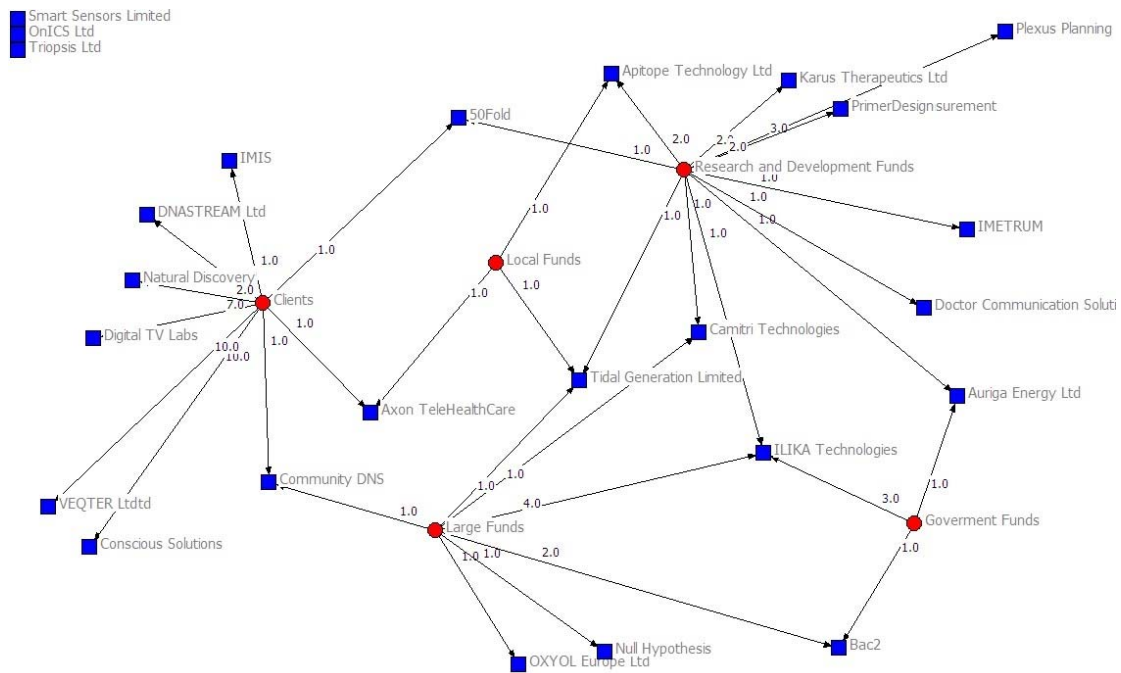 Smart Sensors Limited
OnICS Ltd
Triopsis Ltd
Plexus Planning
Apitope Technology Ltd
Karus Therapeutics Ltd
50Fold
PrimerDesignsurement
3.0
2.0
2.0
2.0
1.0
IMIS
Research and Development Funds
1.0
1.0
DNASTREAM Ltd
1.0
1.0
1.0
1.0
1.0
IMETRUM
1.0
Local Funds
1.0
Natural Discovery
1.0
1.0
2.0
Clients
7.0
Doctor Communication Soluti
1.0
Digital TV Labs
1.0
Camitri Technologies
10.0
10.0
Tidal Generation Limited
Auriga Energy Ltd
Axon TeleHealthCare
ILIKA Technologies
Community DNS
1.0
1.0
1.0
VEQTER Ltdtd
4.0
3.0
1.0
Large Funds
Goverment Funds
Conscious Solutions
1.0
1.0
2.0
1.0
Null Hypothesis
Bac2
OXYOL Europe Ltd